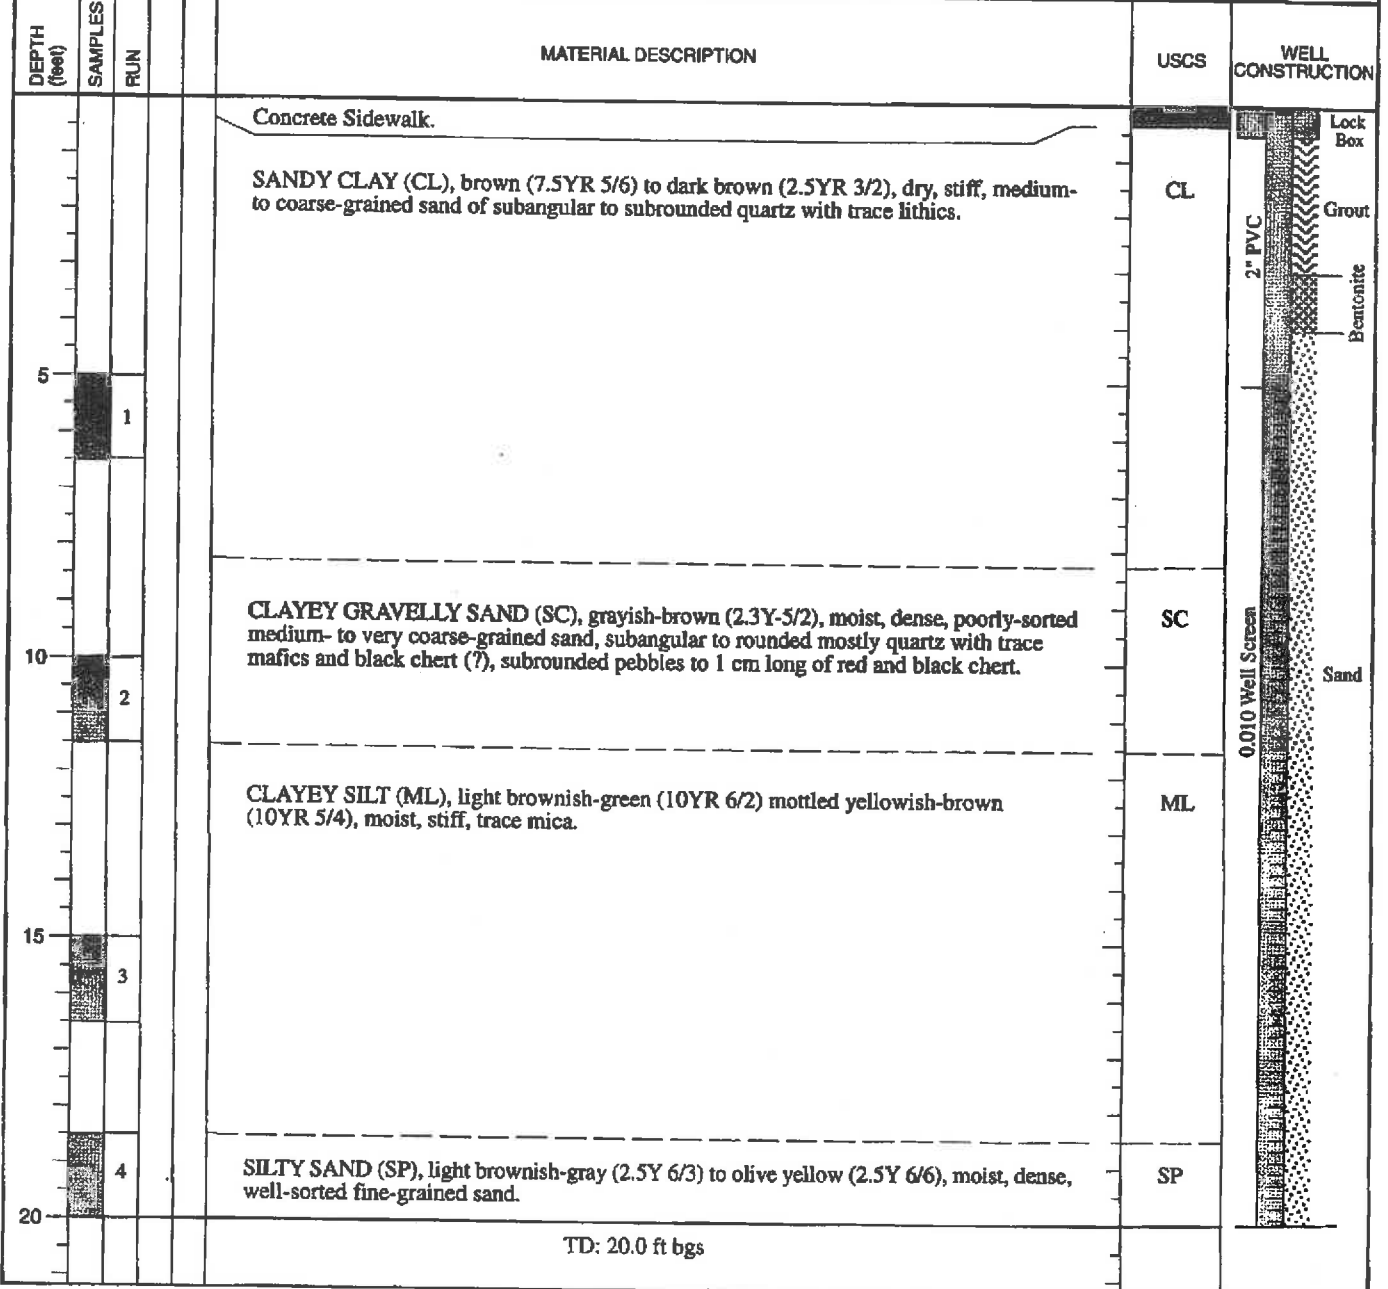 DEPTH
(feet)
SAMPLES
RUN
MATERIAL DESCRIPTION
USCS
WELL
CONSTRUCTION
Concrete Sidewalk.
Lock
Box
SANDY CLAY (CL), brown (7.5YR 5/6) to dark brown (2.5YR 3/2), dry, stiff, medium-
to coarse-grained sand of subangular to subrounded quartz with trace lithics.
CL
2" PVC
Grout
Bentonite
5
1
CLAYEY GRAVELLY SAND (SC), grayish-brown (2.3Y-5/2), moist, dense, poorly-sorted
medium- to very coarse-grained sand, subangular to rounded mostly quartz with trace
mafics and black chert (?), subrounded pebbles to 1 cm long of red and black chert.
SC
10
2
0.010 Well Screen
Sand
CLAYEY SILT (ML), light brownish-green (10YR 6/2) mottled yellowish-brown
(10YR 5/4), moist, stiff, trace mica.
ML
15
3
4
SILTY SAND (SP), light brownish-gray (2.5Y 6/3) to olive yellow (2.5Y 6/6), moist, dense,
well-sorted fine-grained sand.
SP
20
TD: 20.0 ft bgs